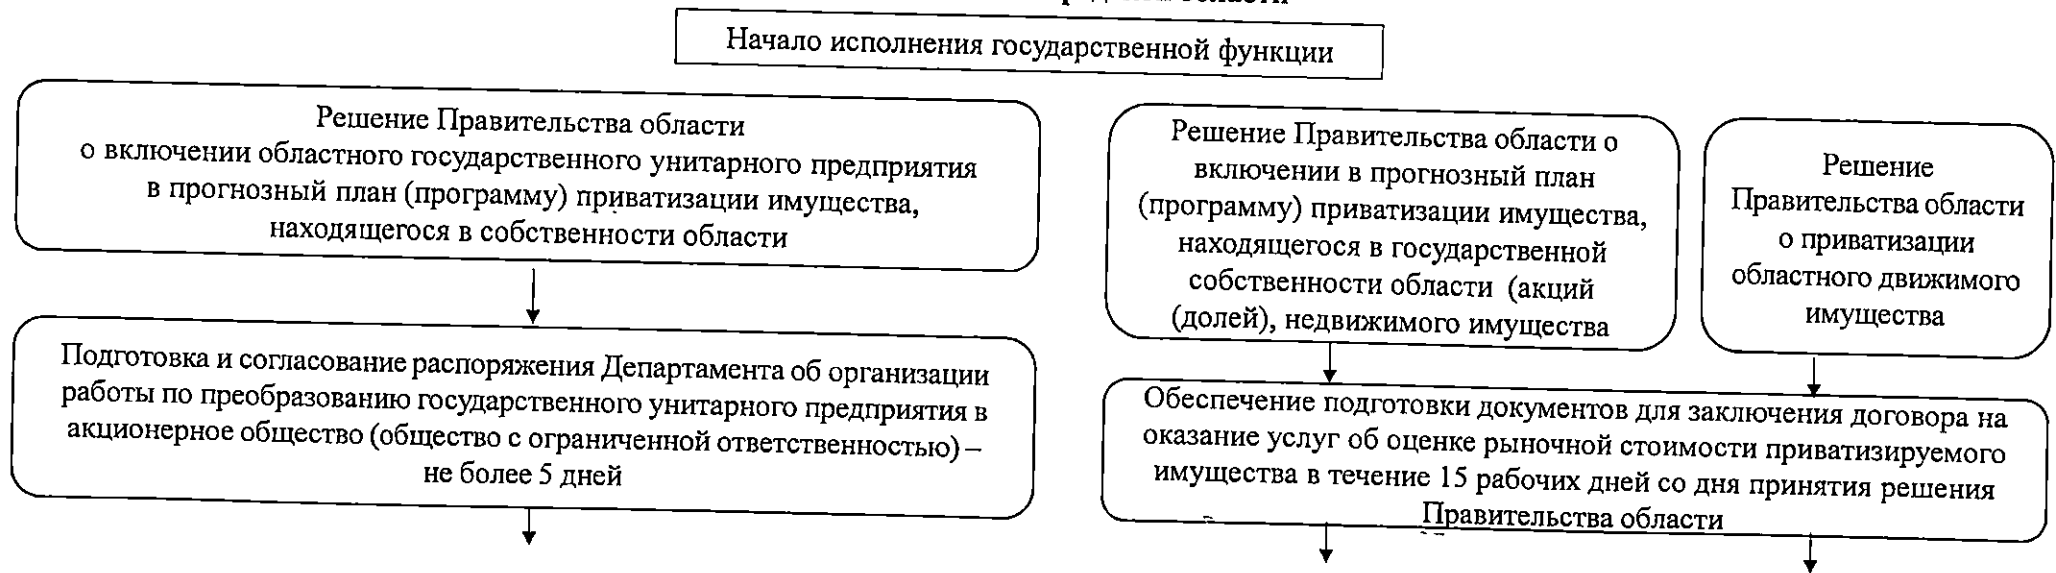 области
Начало исполнения государственной функции
Решение Правительства области
о включении областного государственного унитарного предприятия
в прогнозный план (программу) приватизации имущества,
находящегося в собственности области
Решение Правительства области о
включении в прогнозный план
(программу) приватизации имущества,
находящегося в государственной
собственности области (акций
(долей), недвижимого имущества
Решение
Правительства области
о приватизации
областного движимого
имущества
Подготовка и согласование распоряжения Департамента об организации
работы по преобразованию государственного унитарного предприятия в
акционерное общество (общество с ограниченной ответственностью) –
не более 5 дней
Обеспечение подготовки документов для заключения договора на
оказание услуг об оценке рыночной стоимости приватизируемого
имущества в течение 15 рабочих дней со дня принятия решения
Правительства области